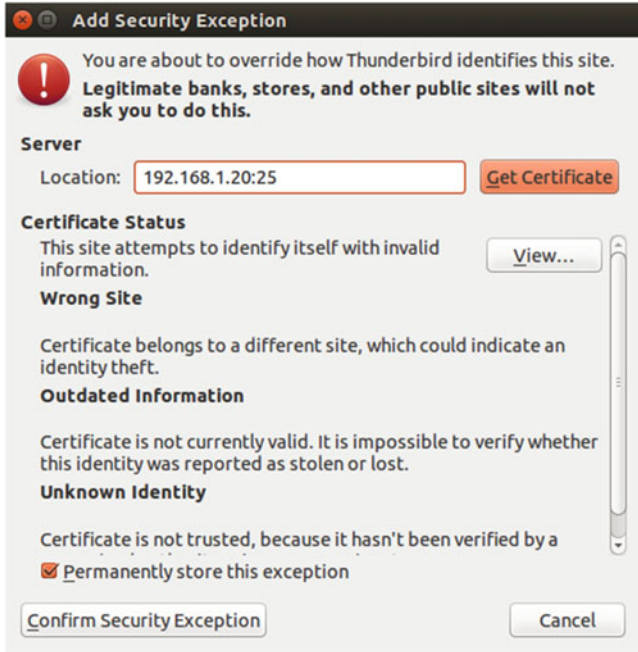 Add Security Exception
You are about to override how Thunderbird identifies this site.
Legitimate banks, stores, and other public sites will not
ask you to do this.
Server
Location: 192.168.1.20:25 Get Certificate
Certificate Status
This site attempts to identify itself with invalid
information.
View...
Wrong Site
Certificate belongs to a different site, which could indicate an
identity theft.
Outdated Information
Certificate is not currently valid. It is impossible to verify whether
this identity was reported as stolen or lost.
Unknown Identity
Certificate is not trusted, because it hasn't been verified by a
Permanently store this exception
Confirm Security Exception Cancel